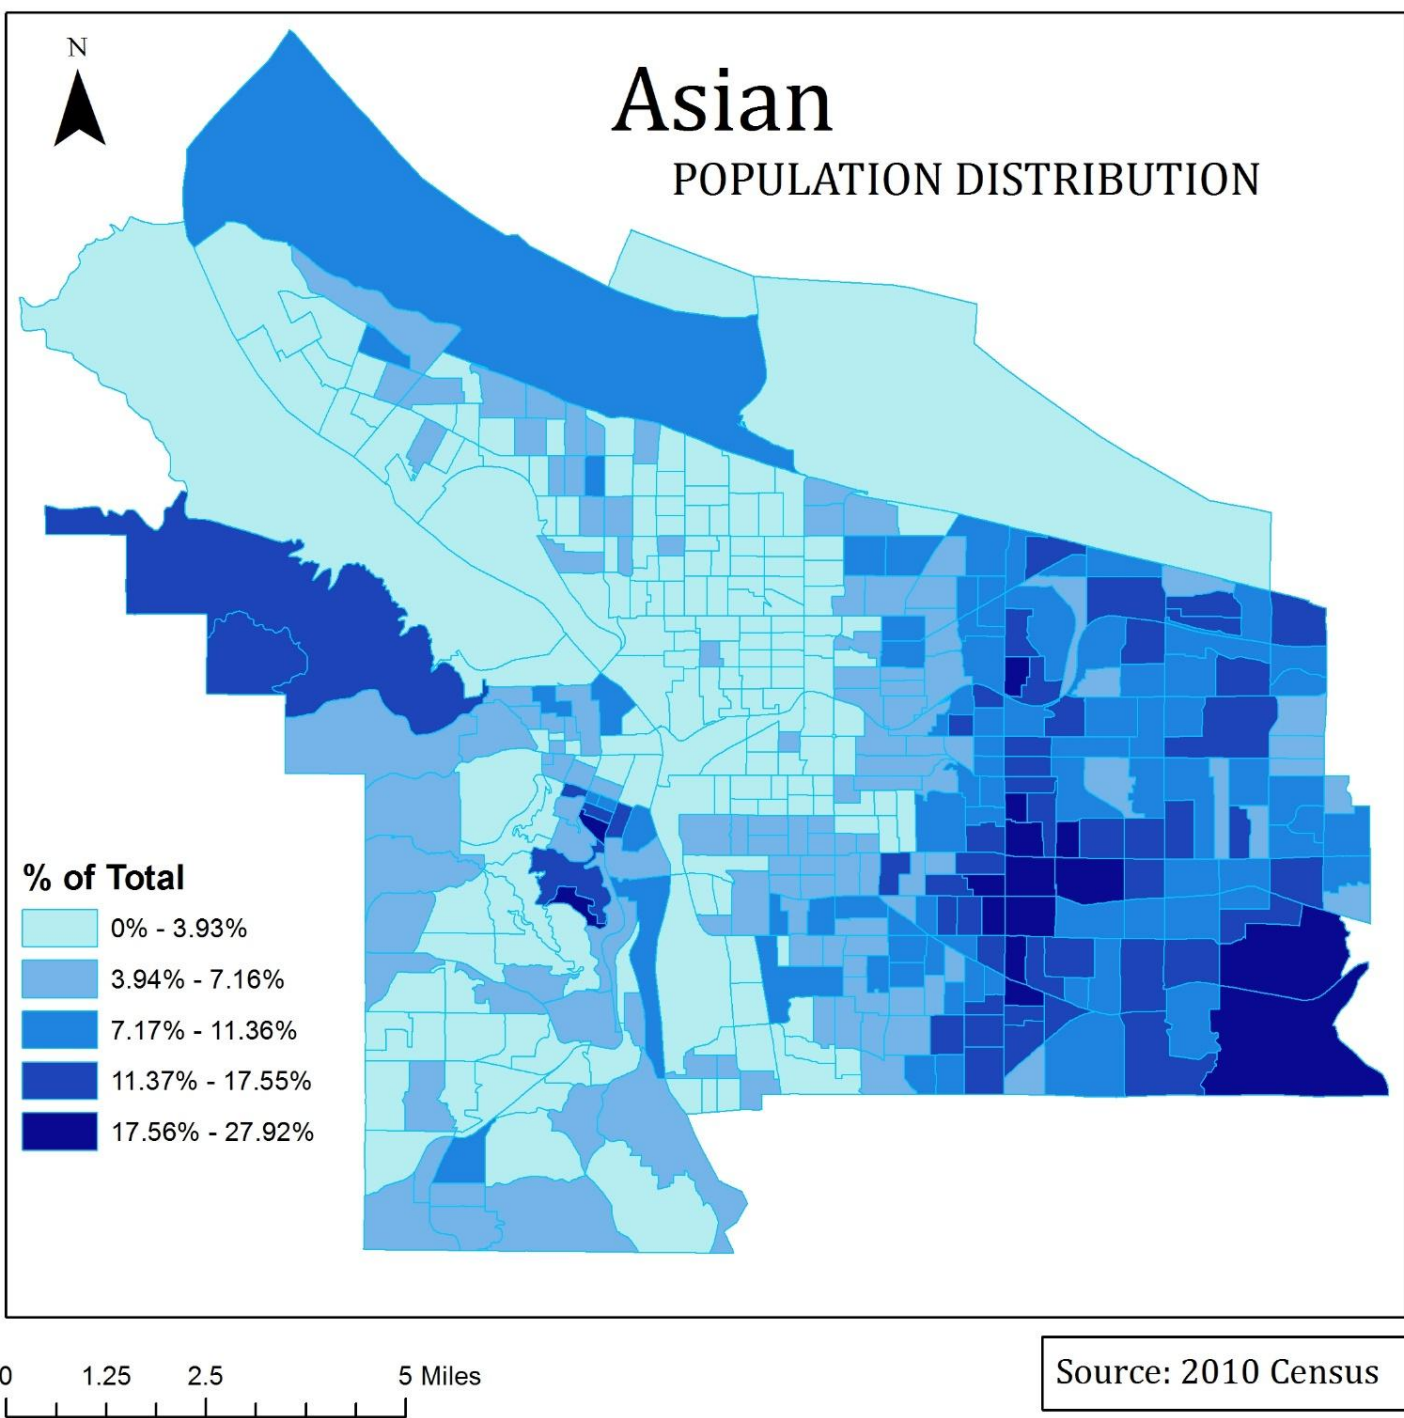 N
Asian
POPULATION DISTRIBUTION
% of Total
0% - 3.93%
3.94% - 7.16%
7.17% - 11.36%
11.37% - 17.55%
17.56% - 27.92%
0 1.25 2.5 5 Miles
Source: 2010 Census